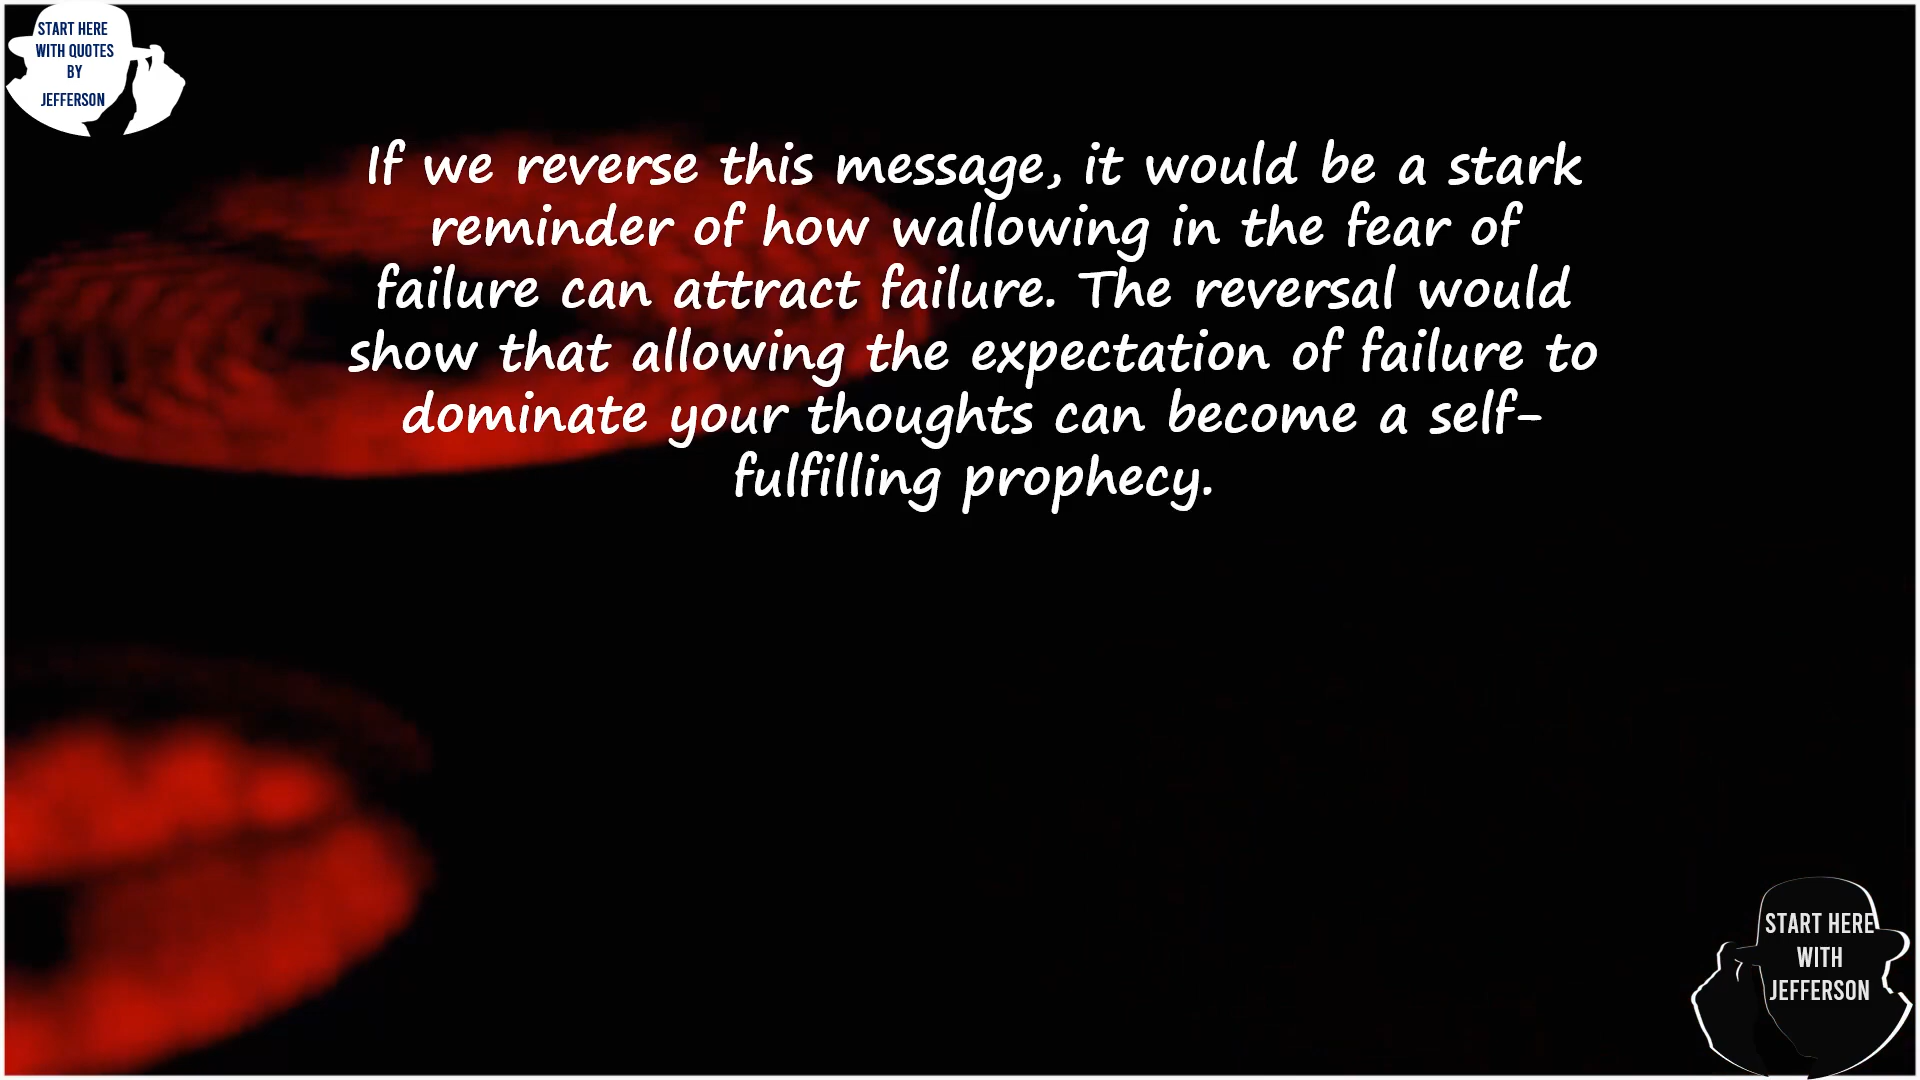 START HERE
WITH QUOTES
BY
JEFFERSON
If we reverse this message, it would be a stark
reminder of how wallowing in the fear of
failure can attract failure. The reversal would
show that allowing the expectation of failure to
dominate your thoughts can become a self-
fulfilling prophecy.
START HERE
WITH
JEFFERSON